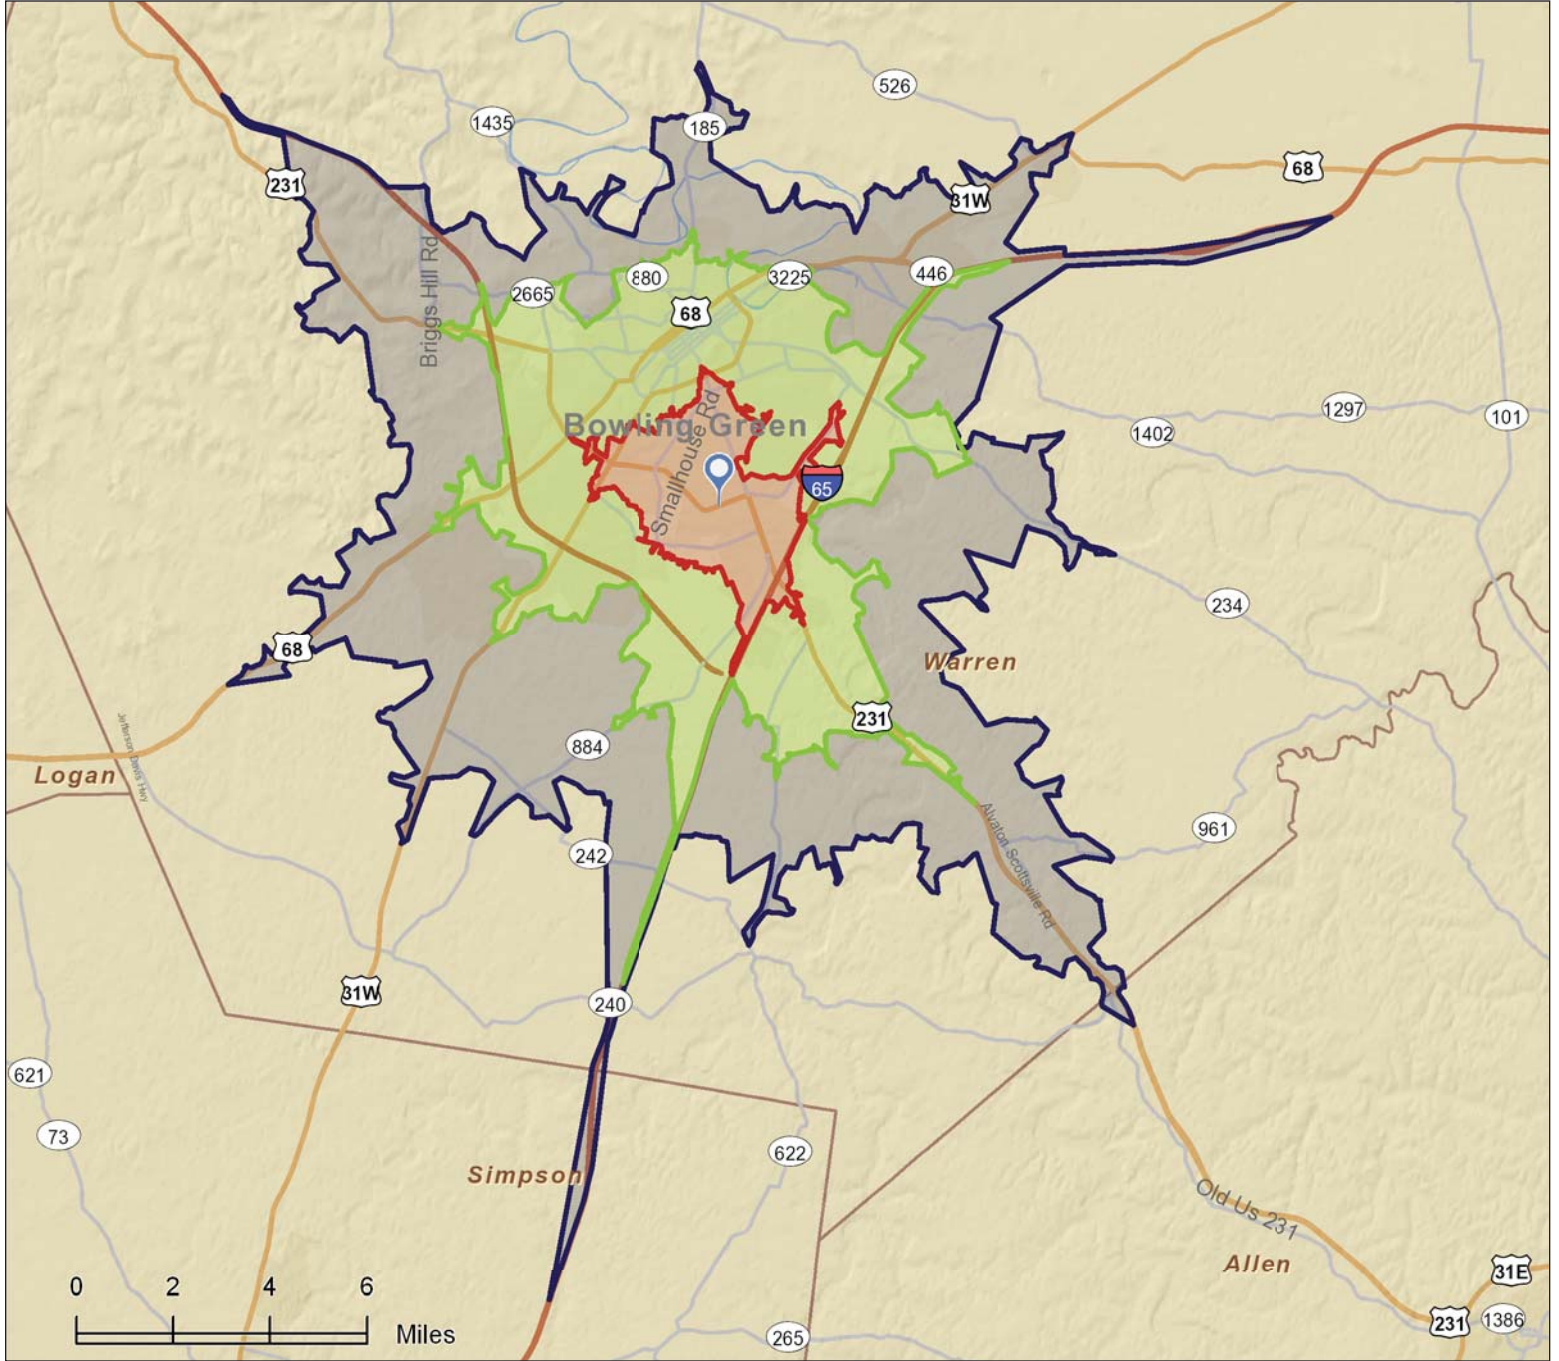 526
1435
185
68
231
31W
Briggs Hill Rd
446
880
3225
2665
68
1297
101
Bowling Green
1402
Smallhouse Rd
65
234
68
Warren
231
884
Jefferson Davis Hwy
Logan
961
Alvaton Scottsville Rd
242
31W
240
621
73
622
Simpson
Old Us 231
Allen
31E
0 2 4 6
Miles
231
1386
265